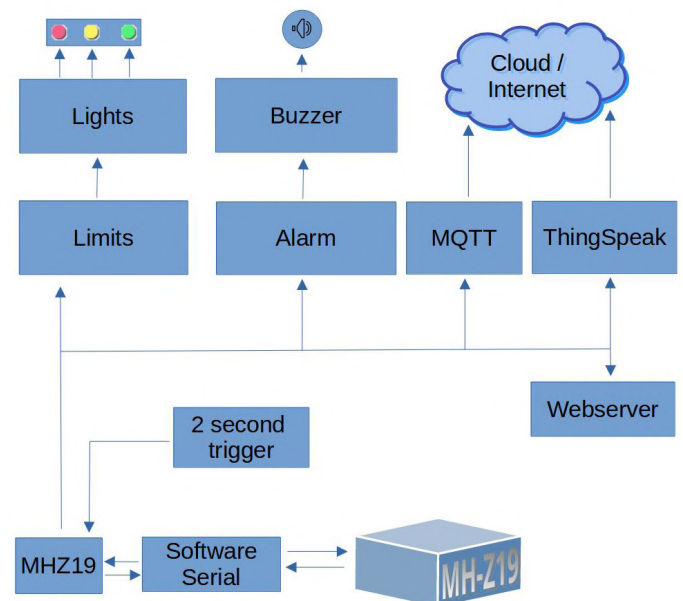 Cloud /
Internet
Lights
Buzzer
Limits
Alarm
MQTT
ThingSpeak
Webserver
2 second
trigger
MHZ19
Software
Serial
MH-Z19